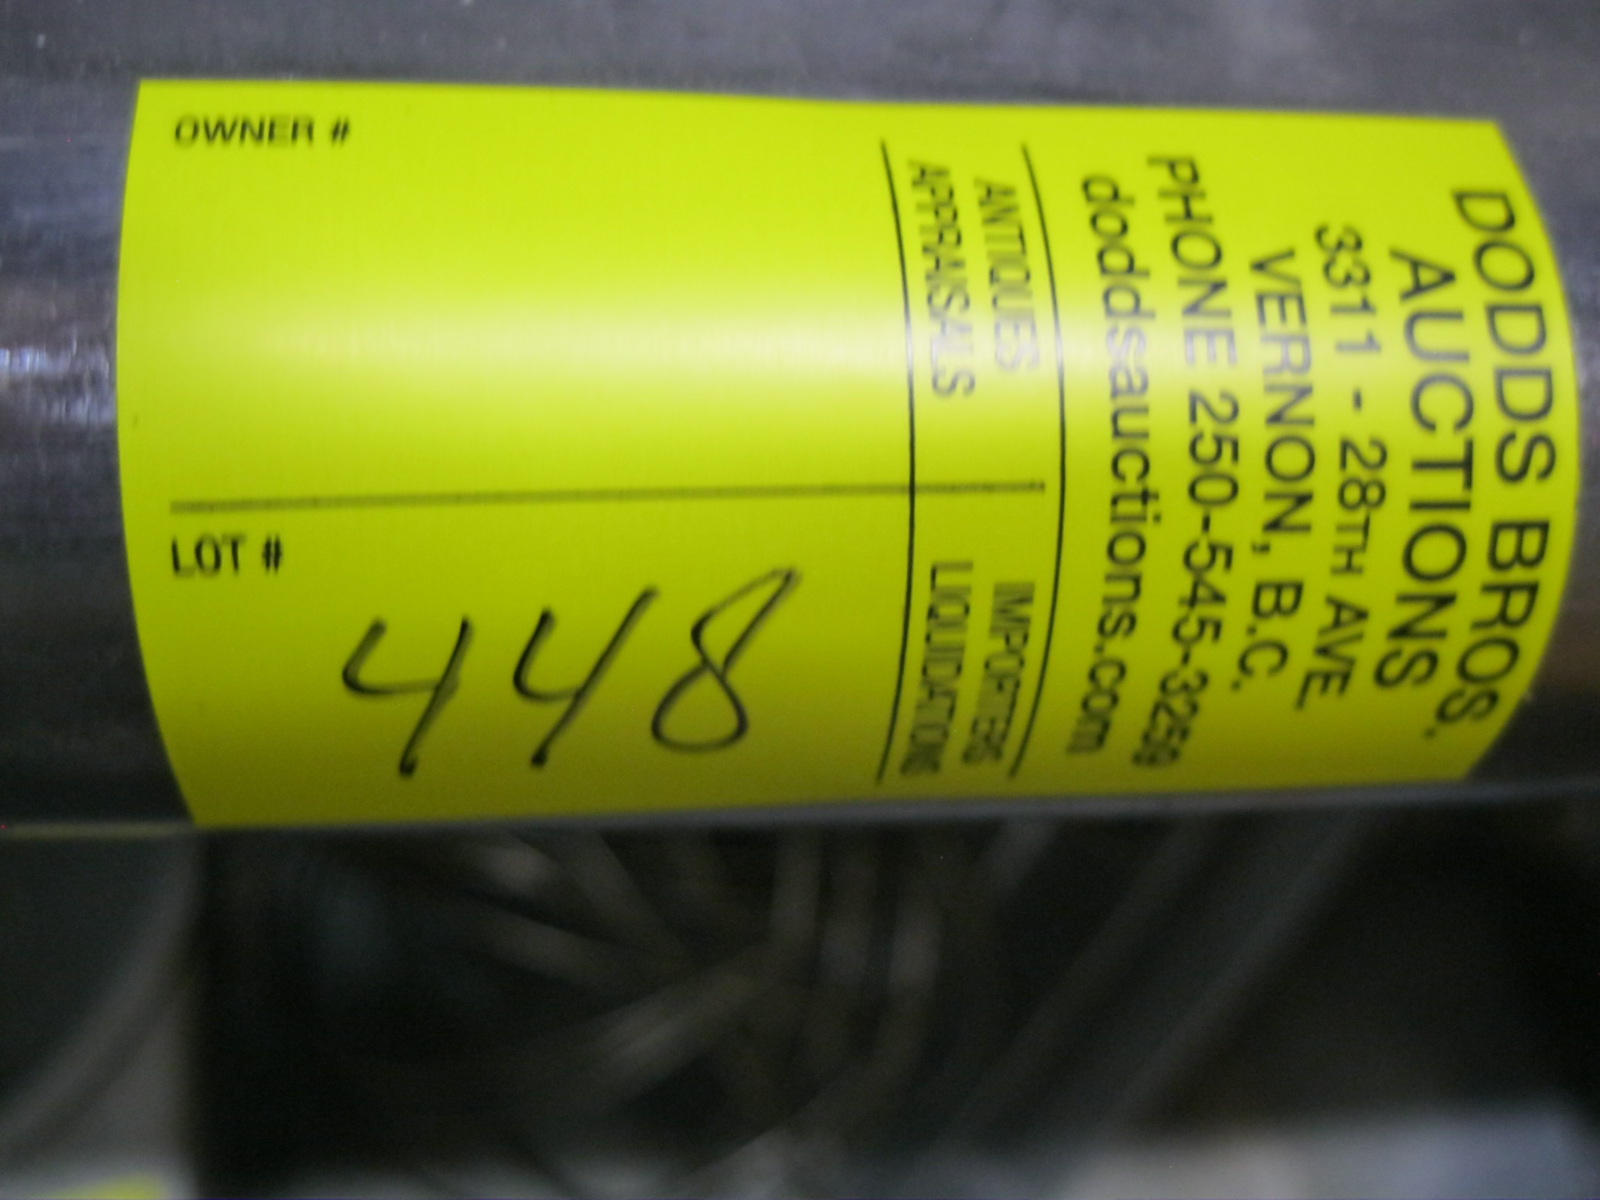 DODDS BROS.
AUCTIONS
3311 - 28TH AVE
VERNON, B.C.
PHONE 250-545-3259
doddsauctions.com
ANTIQUES IMPORTERS
APPRAISALS LIQUIDATIONS
OWNER #
LOT #
448